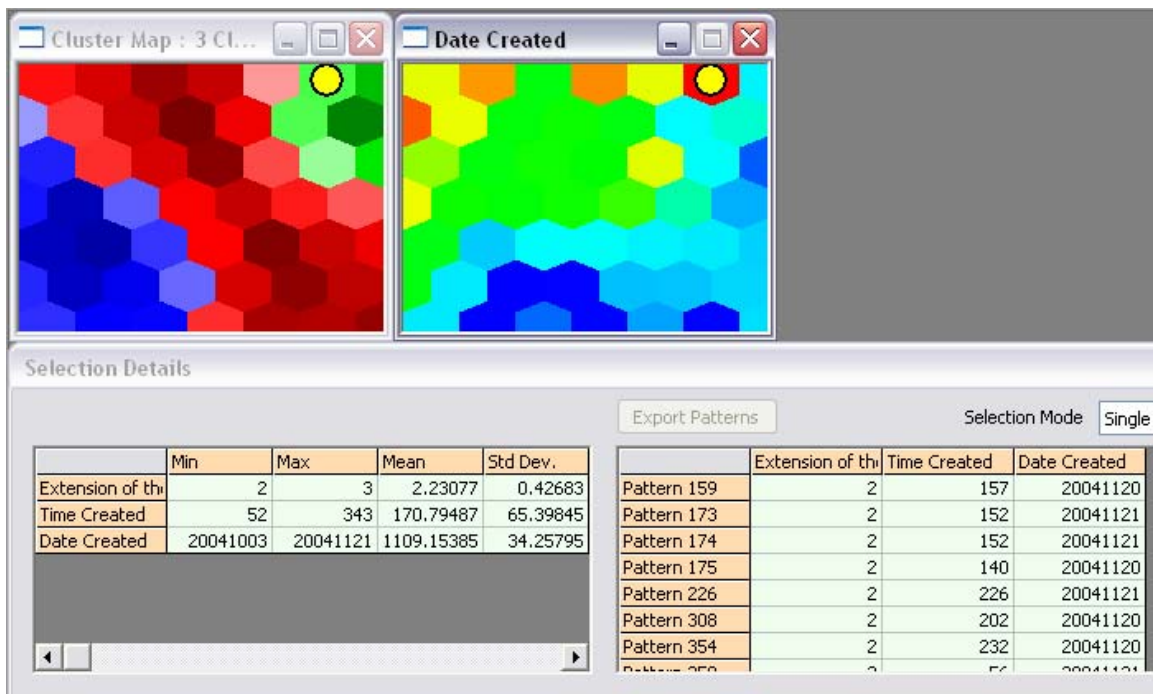 Cluster Map : 3 Cl...
Date Created
Selection Details
Export Patterns
Selection Mode
Single
Min Max Mean Std Dev.
Extension of the 2 3 2.23077 0.42683
Time Created 52 343 170.79487 65.39845
Date Created 20041003 20041121 1109.15385 34.25795
Extension of th Time Created Date Created
Pattern 159 2 157 20041120
Pattern 173 2 152 20041121
Pattern 174 2 152 20041121
Pattern 175 2 140 20041120
Pattern 226 2 226 20041121
Pattern 308 2 202 20041120
Pattern 354 2 232 20041120